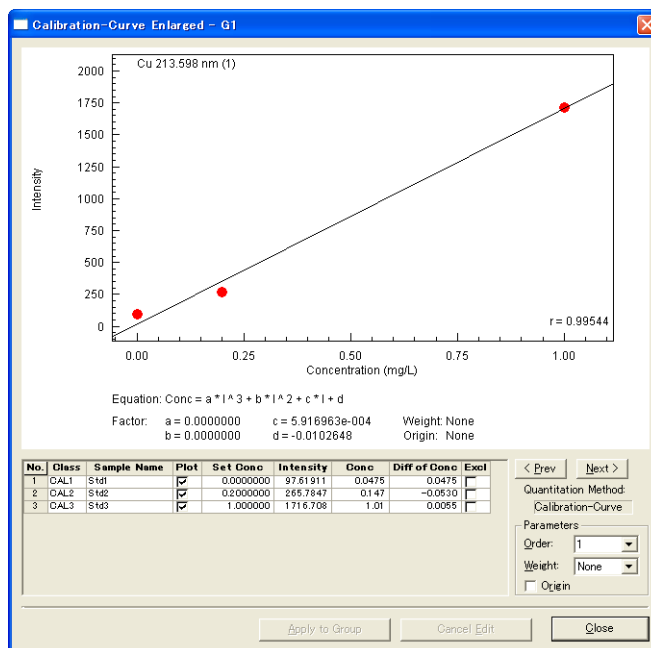 Calibration-Curve Enlarged - G1
Cu 213.598 nm (1)
2000
1750
1500
1250
1000
750
500
250
0
Intensity
r = 0.99544
0.00 0.25 0.50 0.75 1.00
Concentration (mg/L)
Equation: Conc = a * I ^ 3 + b * I ^ 2 + c * I + d
Factor: a = 0.0000000 c = 5.916963e-004 Weight: None
b = 0.0000000 d = -0.0102648 Origin: None
No. Class Sample Name Plot Set Conc Intensity Conc Diff of Conc Excl
1 CAL1 Std1 0.0000000 97.61911 0.0475 0.0475
2 CAL2 Std2 0.2000000 265.7847 0.147 -0.0530
3 CAL3 Std3 1.000000 1716.708 1.01 0.0055
< Prev Next >
Quantitation Method:
Calibration-Curve
Parameters
Order: 1
Weight: None
Origin
Apply to Group Cancel Edit Close